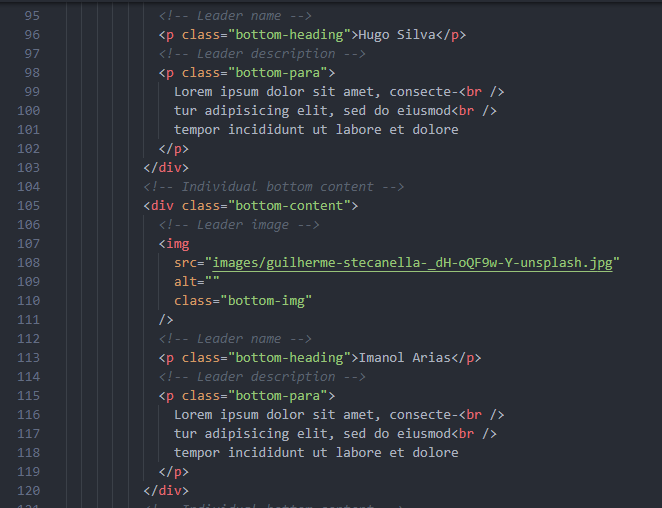 95 <!-- Leader name -->
96 <p class="bottom-heading">Hugo Silva</p>
97 <!-- Leader description -->
98 <p class="bottom-para">
99 Lorem ipsum dolor sit amet, consecte-<br />
100 tur adipisicing elit, sed do eiusmod<br />
101 tempor incididunt ut labore et dolore
102 </p>
103 </div>
104 <!-- Individual bottom content -->
105 <div class="bottom-content">
106 <!-- Leader image -->
107 <img
108 src="images/guilherme-stecanella-_dH-oQF9w-Y-unsplash.jpg"
109 alt=""
110 class="bottom-img"
111 />
112 <!-- Leader name -->
113 <p class="bottom-heading">Imanol Arias</p>
114 <!-- Leader description -->
115 <p class="bottom-para">
116 Lorem ipsum dolor sit amet, consecte-<br />
117 tur adipisicing elit, sed do eiusmod<br />
118 tempor incididunt ut labore et dolore
119 </p>
120 </div>
121 <!-- Individual bottom content -->